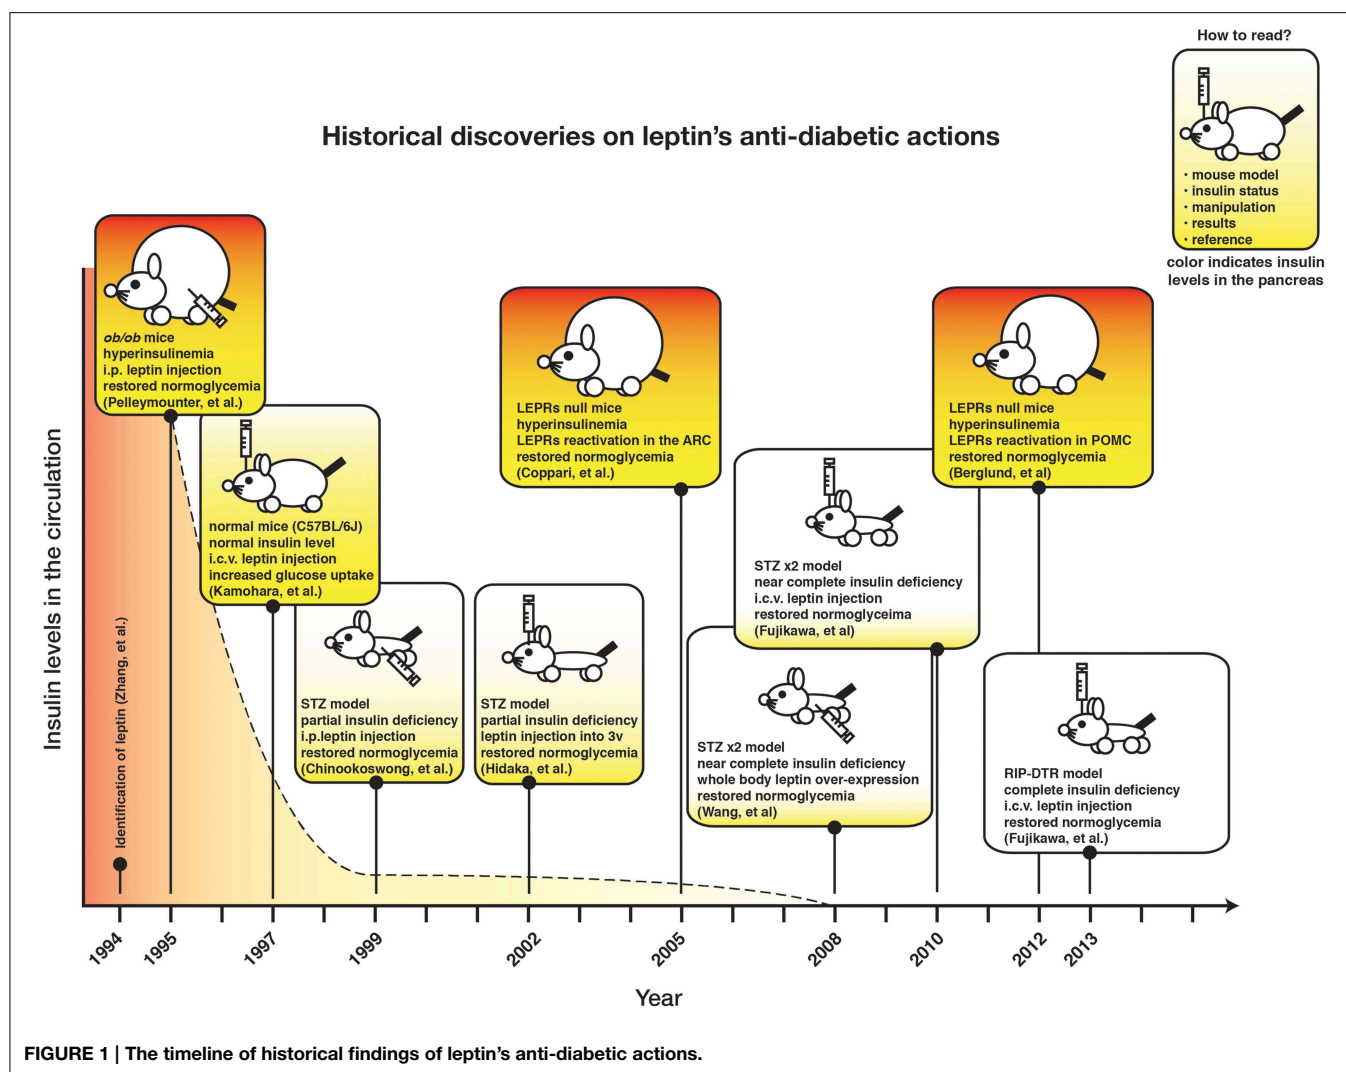 How to read?
· mouse model
· insulin status
· manipulation
· results
· reference
color indicates insulin
levels in the pancreas
Historical discoveries on leptin's anti-diabetic actions
Insulin levels in the circulation
Identification of leptin (Zhang, et al.)
ob/ob mice
hyperinsulinemia
i.p. leptin injection
restored normoglycemia
(Pelleymounter, et al.)
normal mice (C57BL/6J)
normal insulin level
i.c.v. leptin injection
increased glucose uptake
(Kamohara, et al.)
STZ model
partial insulin deficiency
i.p.leptin injection
restored normoglycemia
(Chinookoswong, et al.)
STZ model
partial insulin deficiency
leptin injection into 3v
restored normoglycemia
(Hidaka, et al.)
LEPRs null mice
hyperinsulinemia
LEPRs reactivation in the ARC
restored normoglycemia
(Coppari, et al.)
STZ x2 model
near complete insulin deficiency
whole body leptin over-expression
restored normoglycemia
(Wang, et al)
STZ x2 model
near complete insulin deficiency
i.c.v. leptin injection
restored normoglyceima
(Fujikawa, et al)
LEPRs null mice
hyperinsulinemia
LEPRs reactivation in POMC
restored normoglycemia
(Berglund, et al)
RIP-DTR model
complete insulin deficiency
i.c.v. leptin injection
restored normoglycemia
(Fujikawa, et al.)
1994
1995
1997
1999
2002
2005
2008
2010
2012
2013
Year
FIGURE 1 | The timeline of historical findings of leptin's anti-diabetic actions.